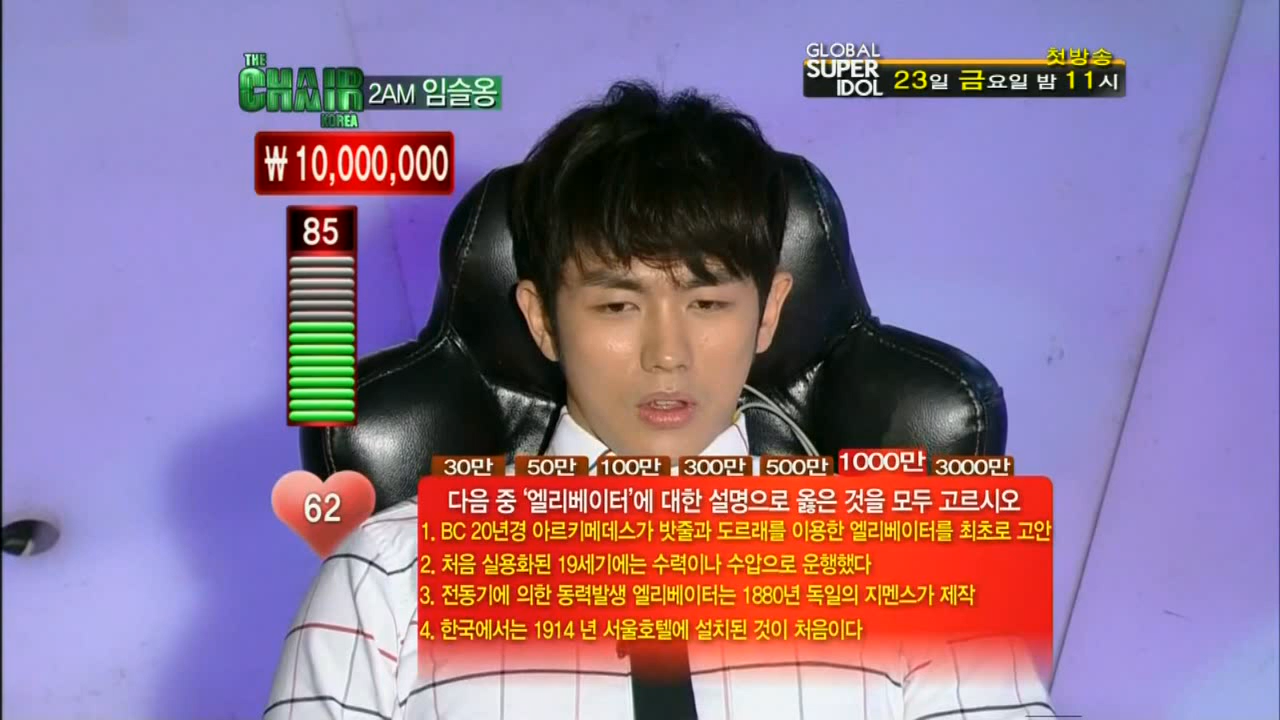 THE
CHAIR
KOREA
2AM 임슬옹
GLOBAL
SUPER
IDOL
첫방송
23일 금요일 밤 11시
₩ 10,000,000
85
62
30만 50만 100만 300만 500만 1000만 3000만
다음 중 '엘리베이터'에 대한 설명으로 옳은 것을 모두 고르시오
1. BC 20년경 아르키메데스가 밧줄과 도르래를 이용한 엘리베이터를 최초로 고안
2. 처음 실용화된 19세기에는 수력이나 수압으로 운행했다
3. 전동기에 의한 동력발생 엘리베이터는 1880년 독일의 지멘스가 제작
4. 한국에서는 1914 년 서울호텔에 설치된 것이 처음이다